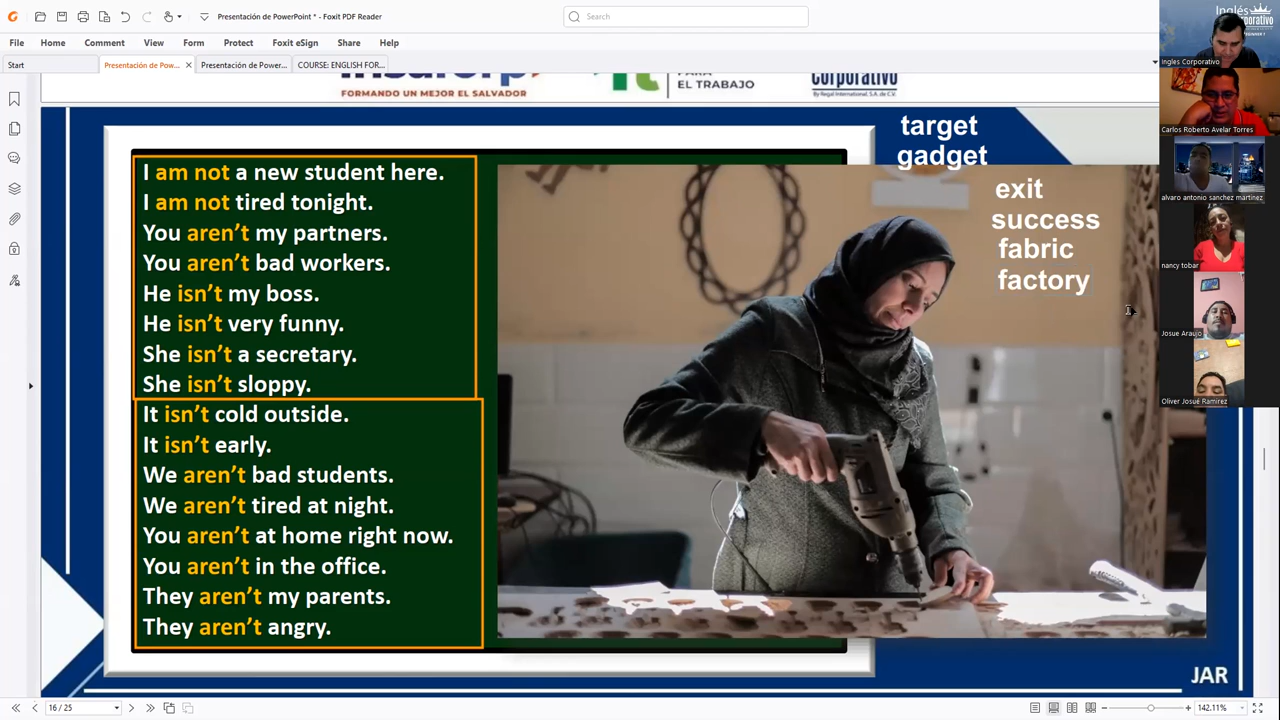 Presentación de PowerPoint * - Foxit PDF Reader
Search
File
Home
Comment
View
Form
Protect
Foxit eSign
Share
Help
Start
Presentación de Pow...
Presentación de Power...
COURSE: ENGLISH FOR...
FORMANDO UN MEJOR EL SALVADOR
PARA
EL TRABAJO
corporativo
By Regal International, S.A. de C.V.
target
gadget
exit
success
fabric
factory
I am not a new student here.
I am not tired tonight.
You aren't my partners.
You aren't bad workers.
He isn't my boss.
He isn't very funny.
She isn't a secretary.
She isn't sloppy.
It isn't cold outside.
It isn't early.
We aren't bad students.
We aren't tired at night.
You aren't at home right now.
You aren't in the office.
They aren't my parents.
They aren't angry.
JAR
Inglés
Ingles Corporativo
Carlos Roberto Avelar Torres
alvaro antonio sanchez martinez
nancy tobar
Josue Araujo
Oliver Josué Ramirez
16 / 25
142.11%